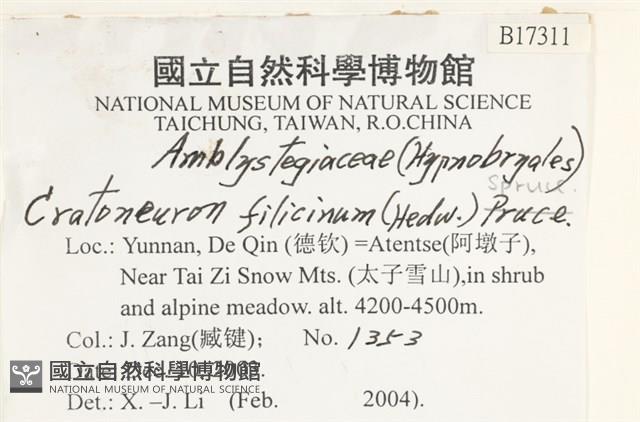 B17311
國立自然科學博物館
NATIONAL MUSEUM OF NATURAL SCIENCE
TAICHUNG, TAIWAN, R.O.CHINA
Amblystegiaceae (Hypnobryales)
Spruce.
Cratoneuron filicinum (Hedw.) Pruce.
Loc.: Yunnan, De Qin (德钦) =Atentse(阿墩子),
Near Tai Zi Snow Mts. (太子雪山),in shrub
and alpine meadow. alt. 4200-4500m.
Col.: J. Zang(臧键); No. 1353
國立自然科學博物館
NATIONAL MUSEUM OF NATURAL SCIENCE
Det.: X. –J. Li (Feb. 2004).